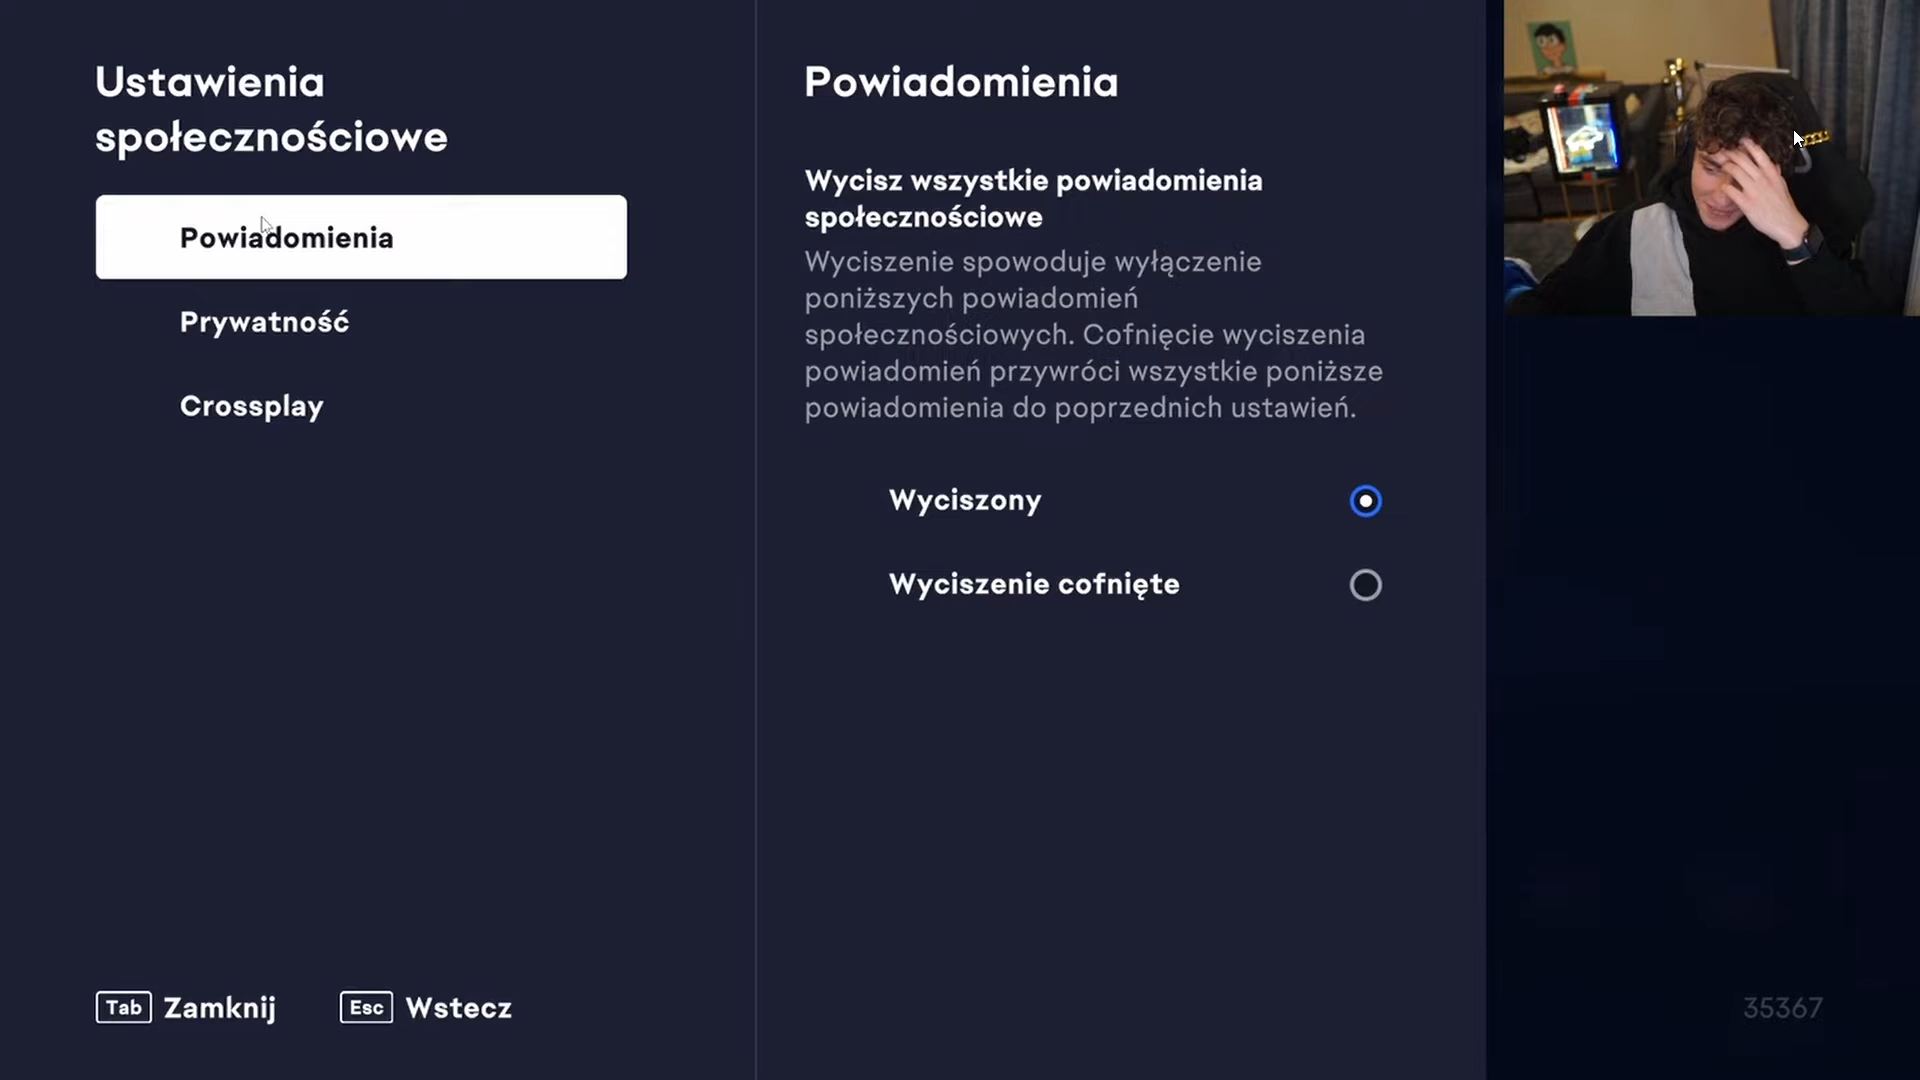 Ustawienia
społecznościowe
Powiadomienia
Prywatność
Crossplay
Tab Zamknij
Esc Wstecz
Powiadomienia
Wycisz wszystkie powiadomienia
społecznościowe
Wyciszenie spowoduje wyłączenie
poniższych powiadomień
społecznościowych. Cofnięcie wyciszenia
powiadomień przywróci wszystkie poniższe
powiadomienia do poprzednich ustawień.
Wyciszony
Wyciszenie cofnięte
35367